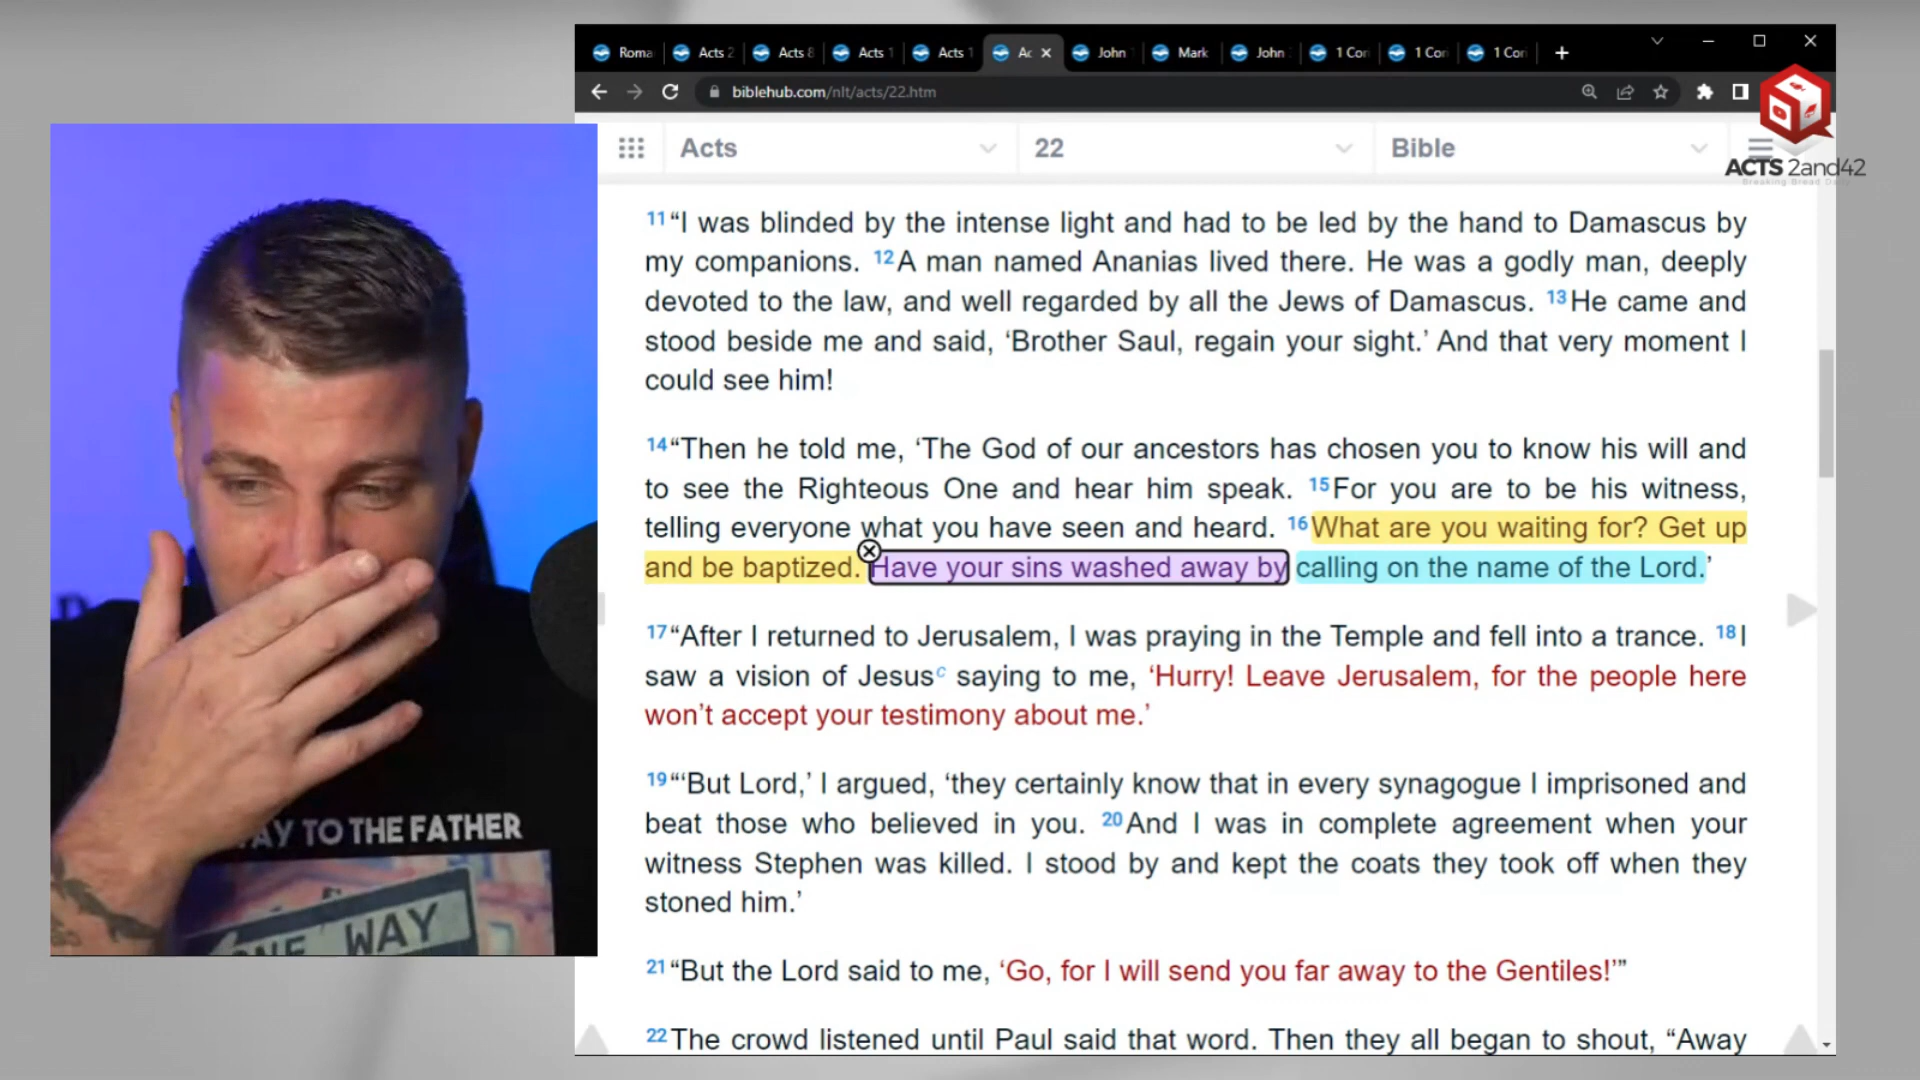 Roma
Acts 2
Acts 8
Acts 1
Acts 1
Ac
John
Mark
John
1 Cor
1 Cor
1 Cor
biblehub.com/nlt/acts/22.htm
Acts
22
Bible
ACTS 2and42
11 “I was blinded by the intense light and had to be led by the hand to Damascus by
my companions. 12 A man named Ananias lived there. He was a godly man, deeply
devoted to the law, and well regarded by all the Jews of Damascus. 13 He came and
stood beside me and said, ‘Brother Saul, regain your sight.’ And that very moment I
could see him!
14 “Then he told me, ‘The God of our ancestors has chosen you to know his will and
to see the Righteous One and hear him speak. 15 For you are to be his witness,
telling everyone what you have seen and heard. 16 What are you waiting for? Get up
and be baptized. Have your sins washed away by calling on the name of the Lord.’
17 “After I returned to Jerusalem, I was praying in the Temple and fell into a trance. 18 I
saw a vision of Jesus c saying to me, ‘Hurry! Leave Jerusalem, for the people here
won’t accept your testimony about me.’
19 “‘But Lord,’ I argued, ‘they certainly know that in every synagogue I imprisoned and
beat those who believed in you. 20 And I was in complete agreement when your
witness Stephen was killed. I stood by and kept the coats they took off when they
stoned him.’
21 “But the Lord said to me, ‘Go, for I will send you far away to the Gentiles!’”
22 The crowd listened until Paul said that word. Then they all began to shout, “Away
AY TO THE FATHER
ONE WAY